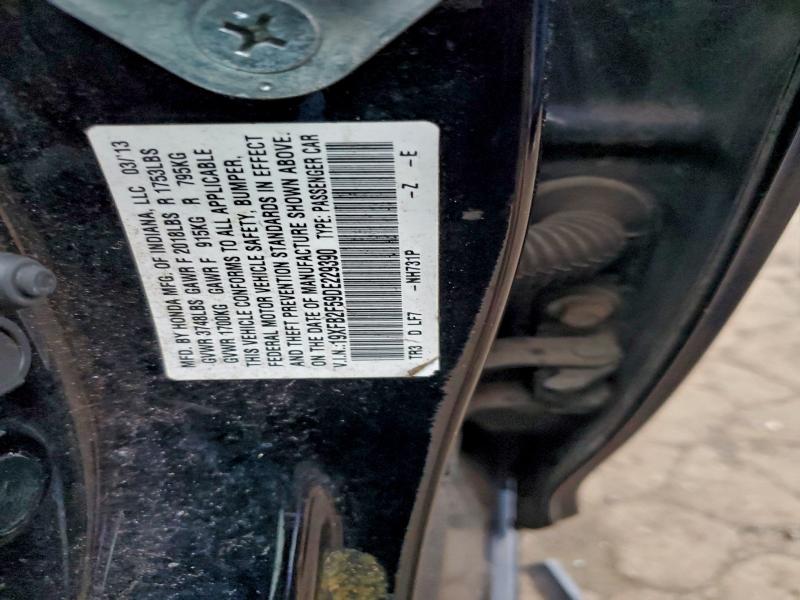 MFD. BY HONDA MFG. OF INDIANA, LLC 03/13
GVWR 3748LBS GAWR F 2018LBS R 1753LBS
GVWR 1700KG GAWR F 915KG R 795KG
THIS VEHICLE CONFORMS TO ALL APPLICABLE
FEDERAL MOTOR VEHICLE SAFETY, BUMPER,
AND THEFT PREVENTION STANDARDS IN EFFECT
ON THE DATE OF MANUFACTURE SHOWN ABOVE.
V.I.N.:19XFB2F59DE229390 TYPE: PASSENGER CAR
TR3 / 0 LF7 -NH731P -Z -E